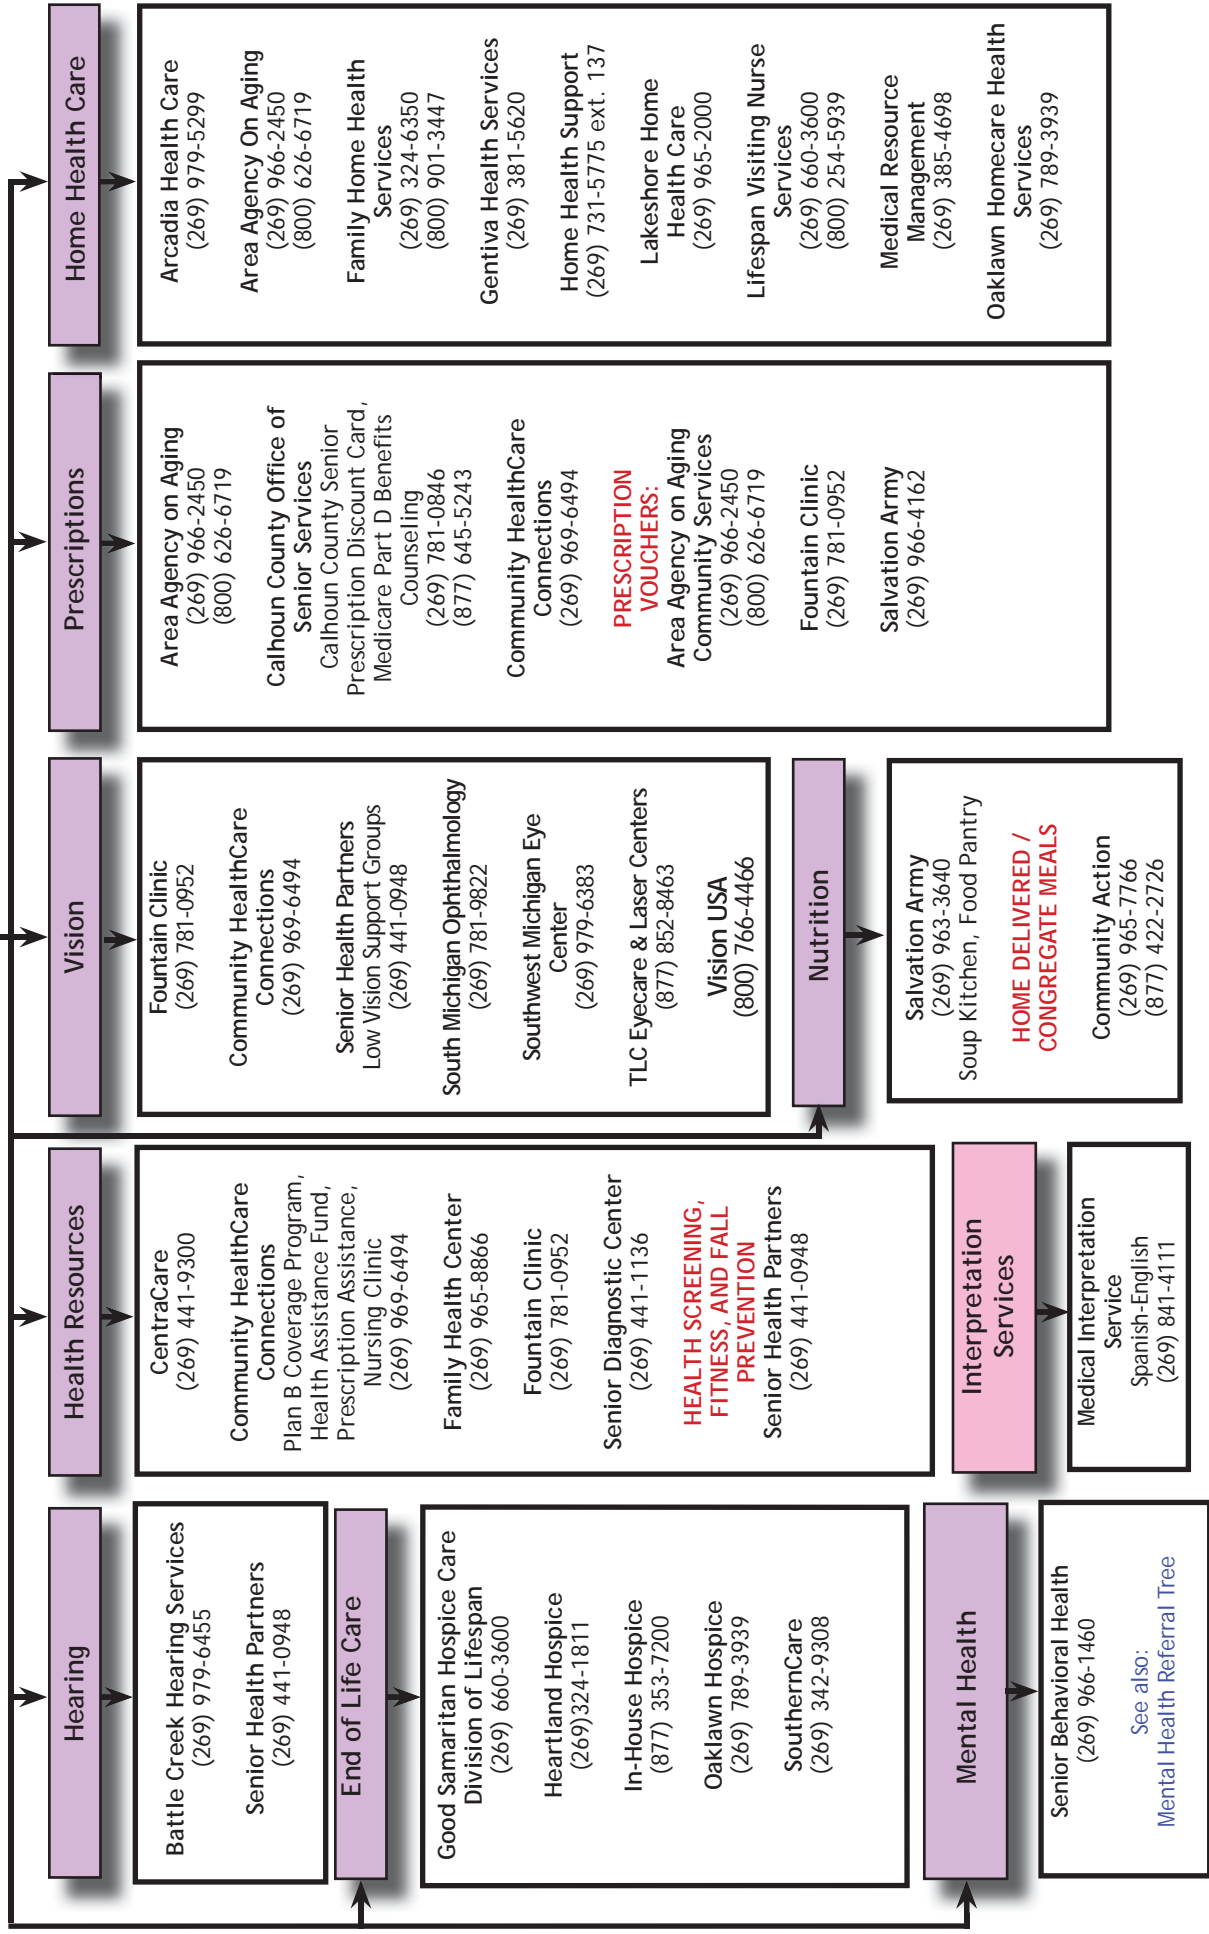 Hearing
Battle Creek Hearing Services
(269) 979-6455
Senior Health Partners
(269) 441-0948
End of Life Care
Good Samaritan Hospice Care
Division of Lifespan
(269) 660-3600
Heartland Hospice
(269)324-1811
In-House Hospice
(877) 353-7200
Oaklawn Hospice
(269) 789-3939
SouthernCare
(269) 342-9308
Mental Health
Senior Behavioral Health
(269) 966-1460
See also:
Mental Health Referral Tree
Health Resources
CentraCare
(269) 441-9300
Community HealthCare
Connections
Plan B Coverage Program,
Health Assistance Fund,
Prescription Assistance,
Nursing Clinic
(269) 969-6494
Family Health Center
(269) 965-8866
Fountain Clinic
(269) 781-0952
Senior Diagnostic Center
(269) 441-1136
HEALTH SCREENING,
FITNESS, AND FALL
PREVENTION
Senior Health Partners
(269) 441-0948
Interpretation
Services
Medical Interpretation
Service
Spanish-English
(269) 841-4111
Vision
Fountain Clinic
(269) 781-0952
Community HealthCare
Connections
(269) 969-6494
Senior Health Partners
Low Vision Support Groups
(269) 441-0948
South Michigan Ophthalmology
(269) 781-9822
Southwest Michigan Eye
Center
(269) 979-6383
TLC Eyecare & Laser Centers
(877) 852-8463
Vision USA
(800) 766-4466
Nutrition
Salvation Army
(269) 963-3640
Soup Kitchen, Food Pantry
HOME DELIVERED /
CONGREGATE MEALS
Community Action
(269) 965-7766
(877) 422-2726
Prescriptions
Area Agency on Aging
(269) 966-2450
(800) 626-6719
Calhoun County Office of
Senior Services
Calhoun County Senior
Prescription Discount Card,
Medicare Part D Benefits
Counseling
(269) 781-0846
(877) 645-5243
Community HealthCare
Connections
(269) 969-6494
PRESCRIPTION
VOUCHERS:
Area Agency on Aging
Community Services
(269) 966-2450
(800) 626-6719
Fountain Clinic
(269) 781-0952
Salvation Army
(269) 966-4162
Home Health Care
Arcadia Health Care
(269) 979-5299
Area Agency On Aging
(269) 966-2450
(800) 626-6719
Family Home Health
Services
(269) 324-6350
(800) 901-3447
Gentiva Health Services
(269) 381-5620
Home Health Support
(269) 731-5775 ext. 137
Lakeshore Home
Health Care
(269) 965-2000
Lifespan Visiting Nurse
Services
(269) 660-3600
(800) 254-5939
Medical Resource
Management
(269) 385-4698
Oaklawn Homecare Health
Services
(269) 789-3939